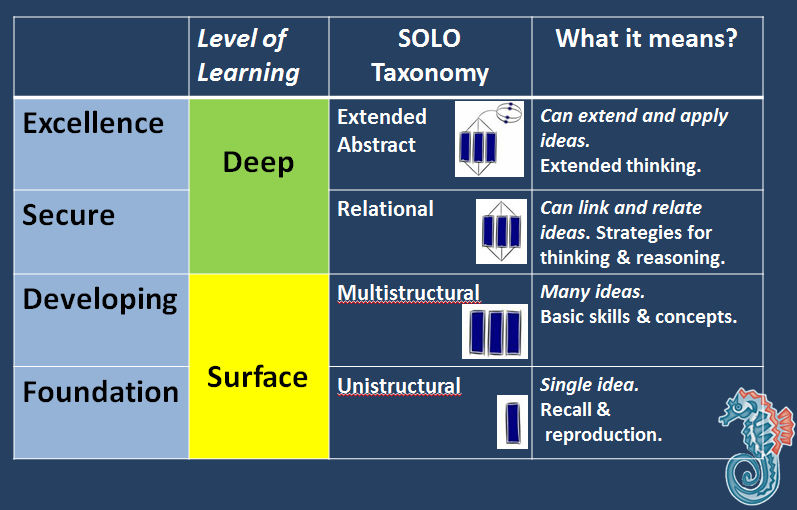 Level of
Learning
SOLO
Taxonomy
What it means?
Excellence
Deep
Extended
Abstract
Can extend and apply
ideas.
Extended thinking.
Secure
Relational
Can link and relate
ideas. Strategies for
thinking & reasoning.
Developing
Surface
Multistructural
Many ideas.
Basic skills & concepts.
Foundation
Unistructural
Single idea.
Recall &
reproduction.